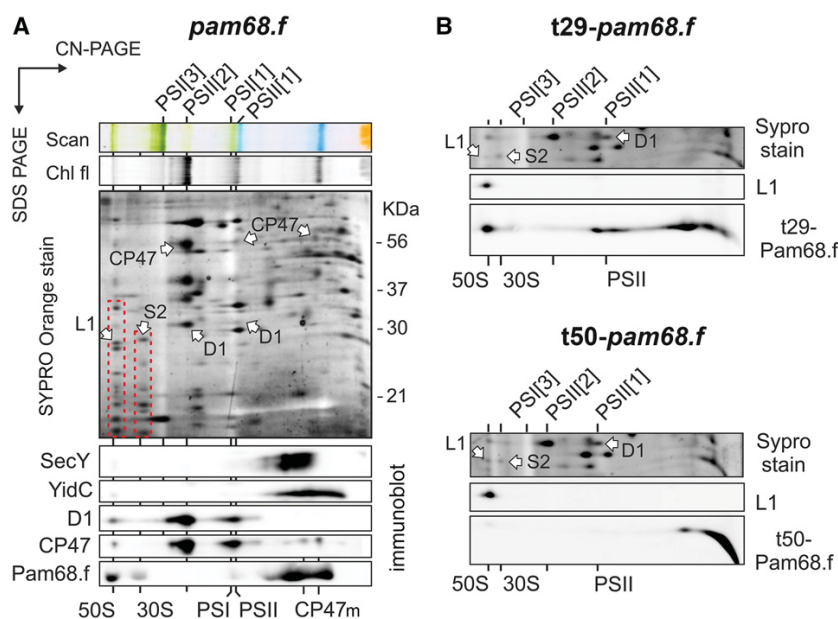 A
pam68.f
CN-PAGE
SDS PAGE
PSII[3]
PSII[2]
PSI[1]
PSII[1]
Scan
Chl fl
SYPRO Orange stain
KDa
CP47
CP47
- 56
- 37
L1
S2
- 30
D1
D1
- 21
SecY
YidC
D1
CP47
Pam68.f
immunoblot
50S 30S PSI PSII CP47m
B
t29-pam68.f
PSII[3]
PSII[2]
PSII[1]
L1
S2
D1
Sypro
stain
L1
t29-
Pam68.f
50S 30S PSII
t50-pam68.f
PSII[3]
PSII[2]
PSII[1]
L1
S2
D1
Sypro
stain
L1
t50-
Pam68.f
50S 30S PSII